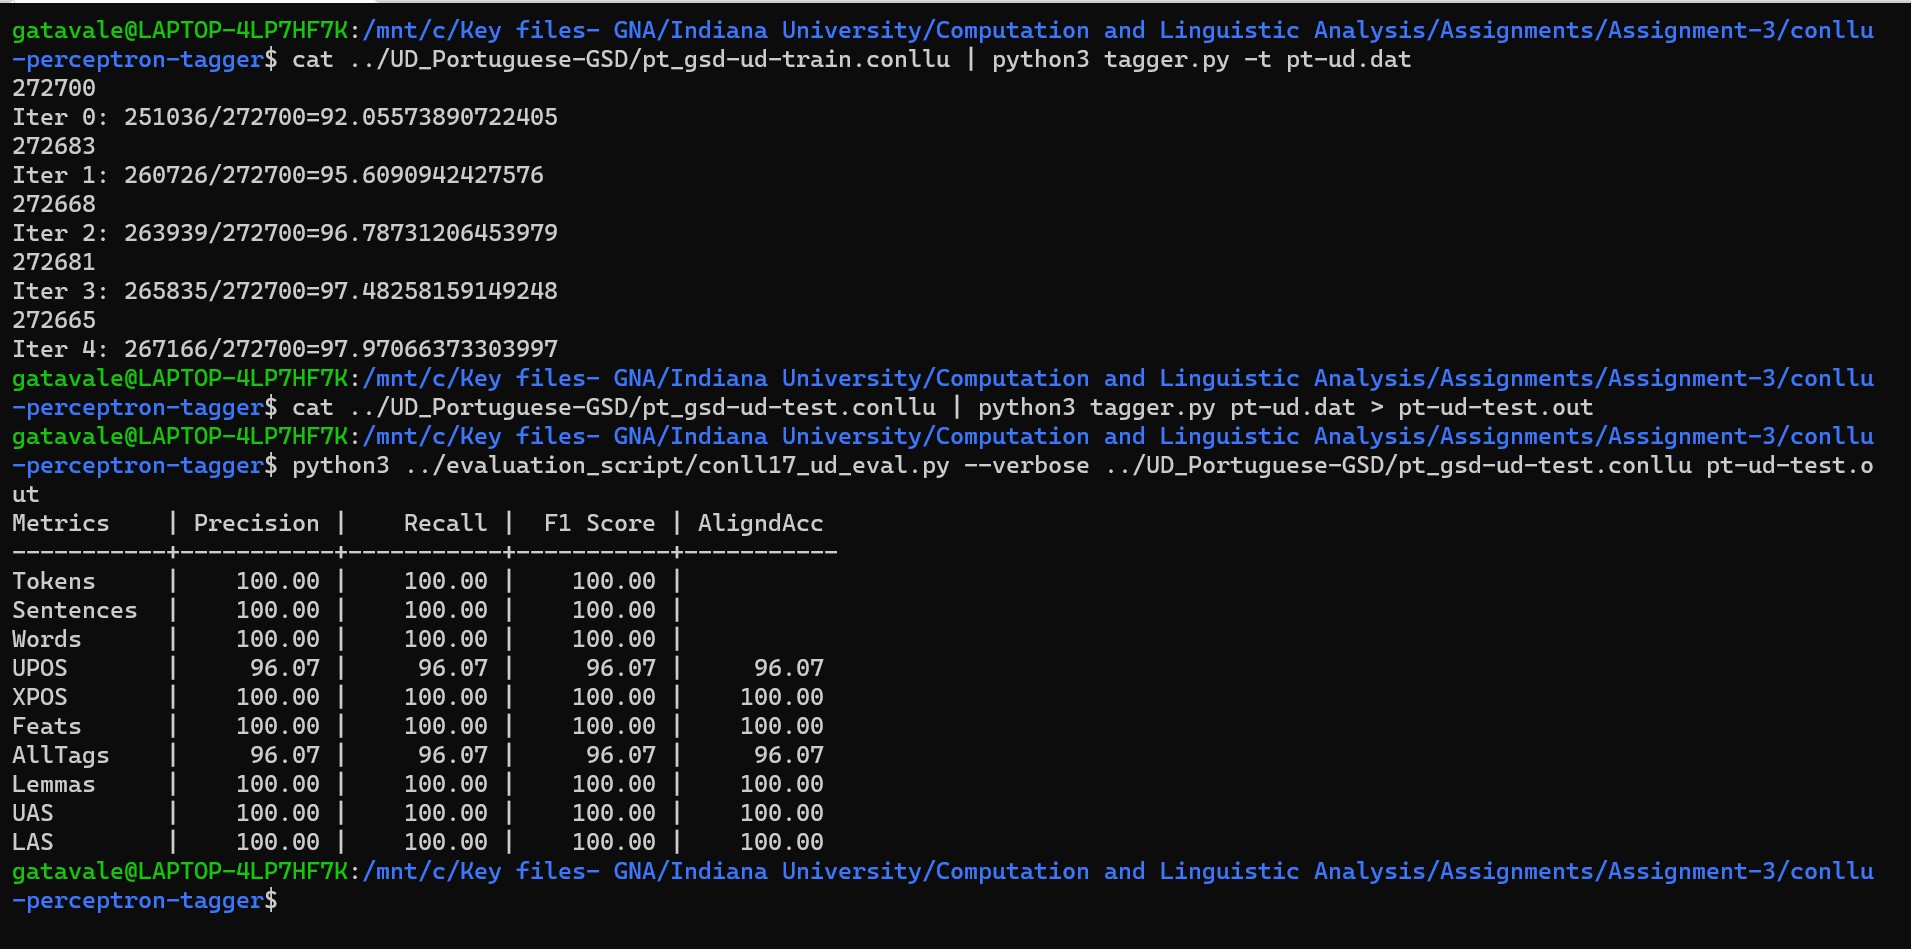 gatavale@LAPTOP-4LP7HF7K:/mnt/c/Key files- GNA/Indiana University/Computation and Linguistic Analysis/Assignments/Assignment-3/conllu
-perceptron-tagger$ cat ../UD_Portuguese-GSD/pt_gsd-ud-train.conllu | python3 tagger.py -t pt-ud.dat
272700
Iter 0: 251036/272700=92.05573890722405
272683
Iter 1: 260726/272700=95.6090942427576
272668
Iter 2: 263939/272700=96.78731206453979
272681
Iter 3: 265835/272700=97.48258159149248
272665
Iter 4: 267166/272700=97.97066373303997
gatavale@LAPTOP-4LP7HF7K:/mnt/c/Key files- GNA/Indiana University/Computation and Linguistic Analysis/Assignments/Assignment-3/conllu
-perceptron-tagger$ cat ../UD_Portuguese-GSD/pt_gsd-ud-test.conllu | python3 tagger.py pt-ud.dat > pt-ud-test.out
gatavale@LAPTOP-4LP7HF7K:/mnt/c/Key files- GNA/Indiana University/Computation and Linguistic Analysis/Assignments/Assignment-3/conllu
-perceptron-tagger$ python3 ../evaluation_script/conll17_ud_eval.py --verbose ../UD_Portuguese-GSD/pt_gsd-ud-test.conllu pt-ud-test.o
ut
Metrics    | Precision |    Recall |  F1 Score | AligndAcc
-----------+-----------+-----------+-----------+-----------
Tokens     |    100.00 |    100.00 |    100.00 |
Sentences  |    100.00 |    100.00 |    100.00 |
Words      |    100.00 |    100.00 |    100.00 |
UPOS       |     96.07 |     96.07 |     96.07 |     96.07
XPOS       |    100.00 |    100.00 |    100.00 |    100.00
Feats      |    100.00 |    100.00 |    100.00 |    100.00
AllTags    |     96.07 |     96.07 |     96.07 |     96.07
Lemmas     |    100.00 |    100.00 |    100.00 |    100.00
UAS        |    100.00 |    100.00 |    100.00 |    100.00
LAS        |    100.00 |    100.00 |    100.00 |    100.00
gatavale@LAPTOP-4LP7HF7K:/mnt/c/Key files- GNA/Indiana University/Computation and Linguistic Analysis/Assignments/Assignment-3/conllu
-perceptron-tagger$